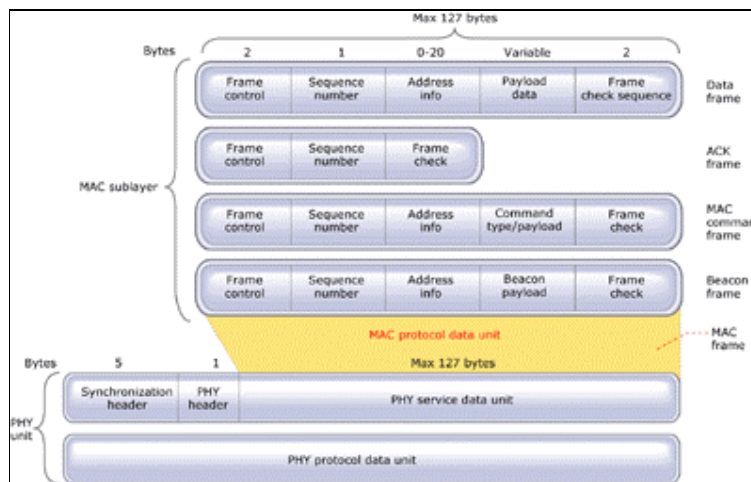 Max 127 bytes
Bytes 2 1 0-20 Variable 2
Frame control
Sequence number
Address info
Payload data
Frame check sequence
Data frame
Frame control
Sequence number
Frame check
ACK frame
MAC sublayer
Frame control
Sequence number
Address info
Command type/payload
Frame check
MAC comman frame
Frame control
Sequence number
Address info
Beacon payload
Frame check
Beacon frame
MAC protocol data unit
MAC frame
Bytes 5 1 Max 127 bytes
Synchronization header
PHY header
PHY service data unit
PHY unit
PHY protocol data unit